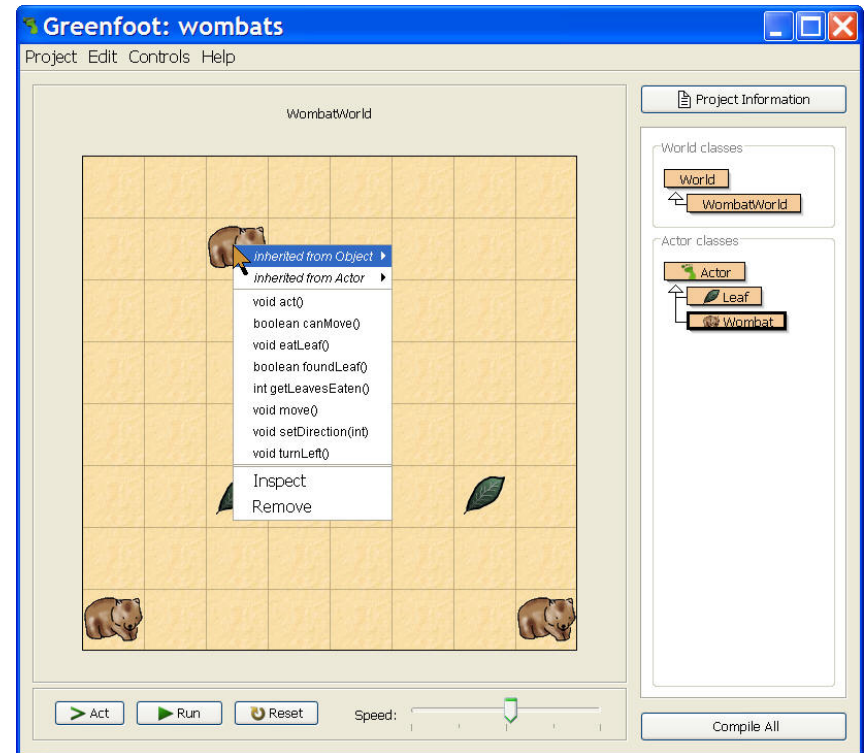 Greenfoot: wombats
Project Edit Controls Help
WombatWorld
inherited from Object
inherited from Actor
void act()
boolean canMove()
void eatLeaf()
boolean foundLeaf()
int getLeavesEaten()
void move()
void setDirection(int)
void turnLeft()
Inspect
Remove
Project Information
World classes
World
WombatWorld
Actor classes
Actor
Leaf
Wombat
Act
Run
Reset
Speed:
Compile All